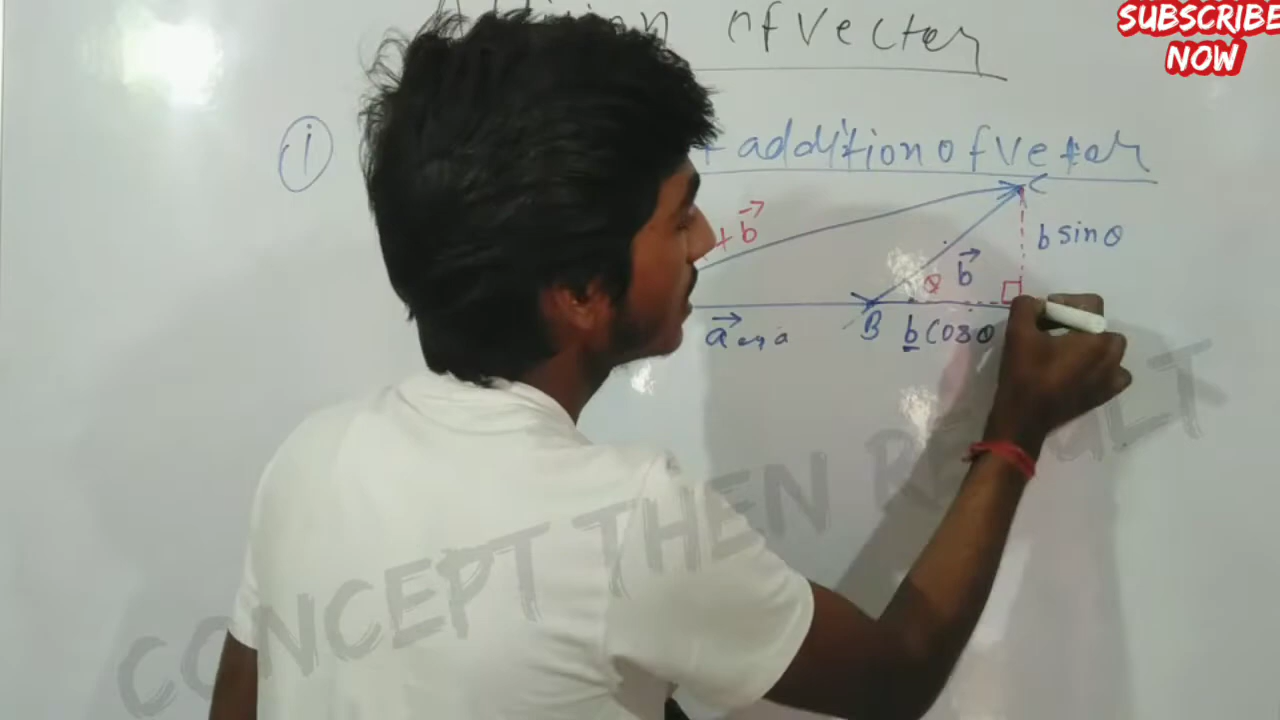 of Vector
SUBSCRIBE
NOW
i
addition of Vector
C
+ b
b sinθ
θ
b
a
B
b Cosθ
CONCEPT THEN RESULT